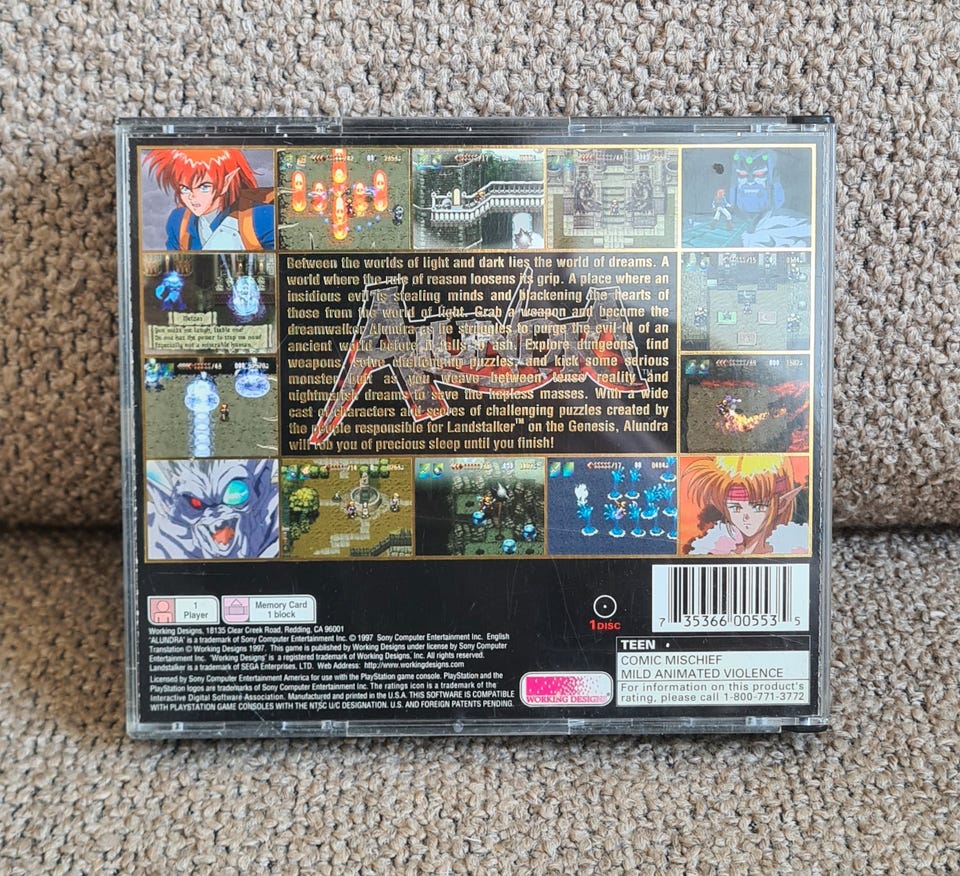 Between the worlds of light and dark lies the world of dreams. A
world where the rule of reason loosens its grip. A place where an
insidious evil is stealing minds and blackening the hearts of
those from the world of light. Grab a weapon and become the
dreamwalker Alundra as he struggles to purge the evil Id of an
ancient world before it falls to ash. Explore dungeons, find
weapons, solve challenging puzzles, and kick some serious
monster butt as you weave between tense reality and
nightmarish dreams to save the hapless masses. With a wide
cast of characters and scores of challenging puzzles created by
the people responsible for Landstalker™ on the Genesis, Alundra
will rob you of precious sleep until you finish!
ALUNDRA
Melzas
1
Player
Memory Card
1 block
1DISC
7 35366 00553 5
Working Designs, 18135 Clear Creek Road, Redding, CA 96001
"ALUNDRA" is a trademark of Sony Computer Entertainment Inc. © 1997 Sony Computer Entertainment Inc. English
Translation © Working Designs 1997. This game is published by Working Designs under license by Sony Computer
Entertainment Inc. "Working Designs" is a registered trademark of Working Designs, Inc. All rights reserved.
Landstalker is a trademark of SEGA Enterprises, LTD. Web Address: http://www.workingdesigns.com
Licensed by Sony Computer Entertainment America for use with the PlayStation game console. PlayStation and the
PlayStation logos are trademarks of Sony Computer Entertainment Inc. The ratings icon is a trademark of the
Interactive Digital Software Association. Manufactured and printed in the U.S.A. THIS SOFTWARE IS COMPATIBLE
WITH PLAYSTATION GAME CONSOLES WITH THE NTSC U/C DESIGNATION. U.S. AND FOREIGN PATENTS PENDING.
WORKING DESIGNS
TEEN
COMIC MISCHIEF
MILD ANIMATED VIOLENCE
For information on this product's
rating, please call 1-800-771-3772